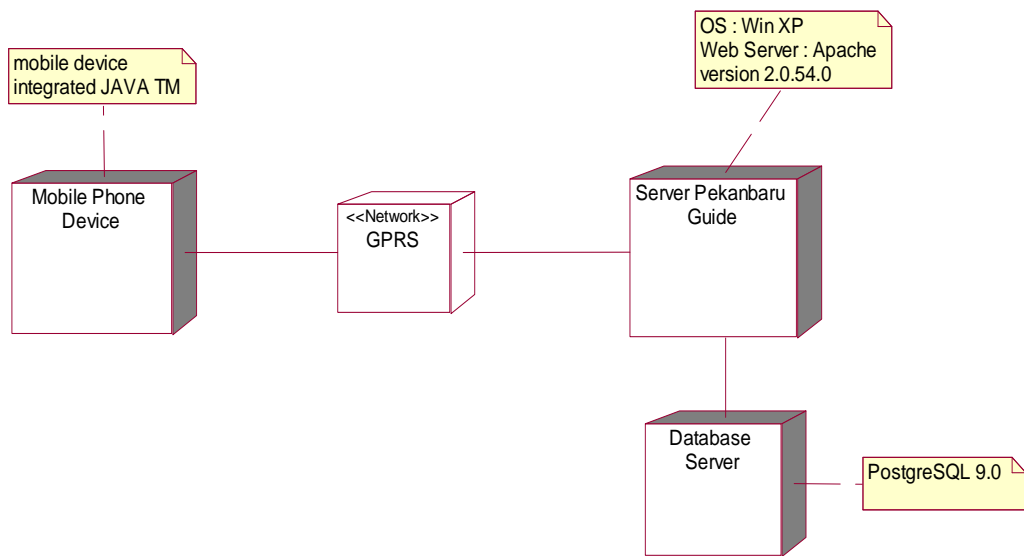 mobile device
integrated JAVA TM
OS : Win XP
Web Server : Apache
version 2.0.54.0
Mobile Phone
Device
<<Network>>
GPRS
Server Pekanbaru
Guide
Database
Server
PostgreSQL 9.0